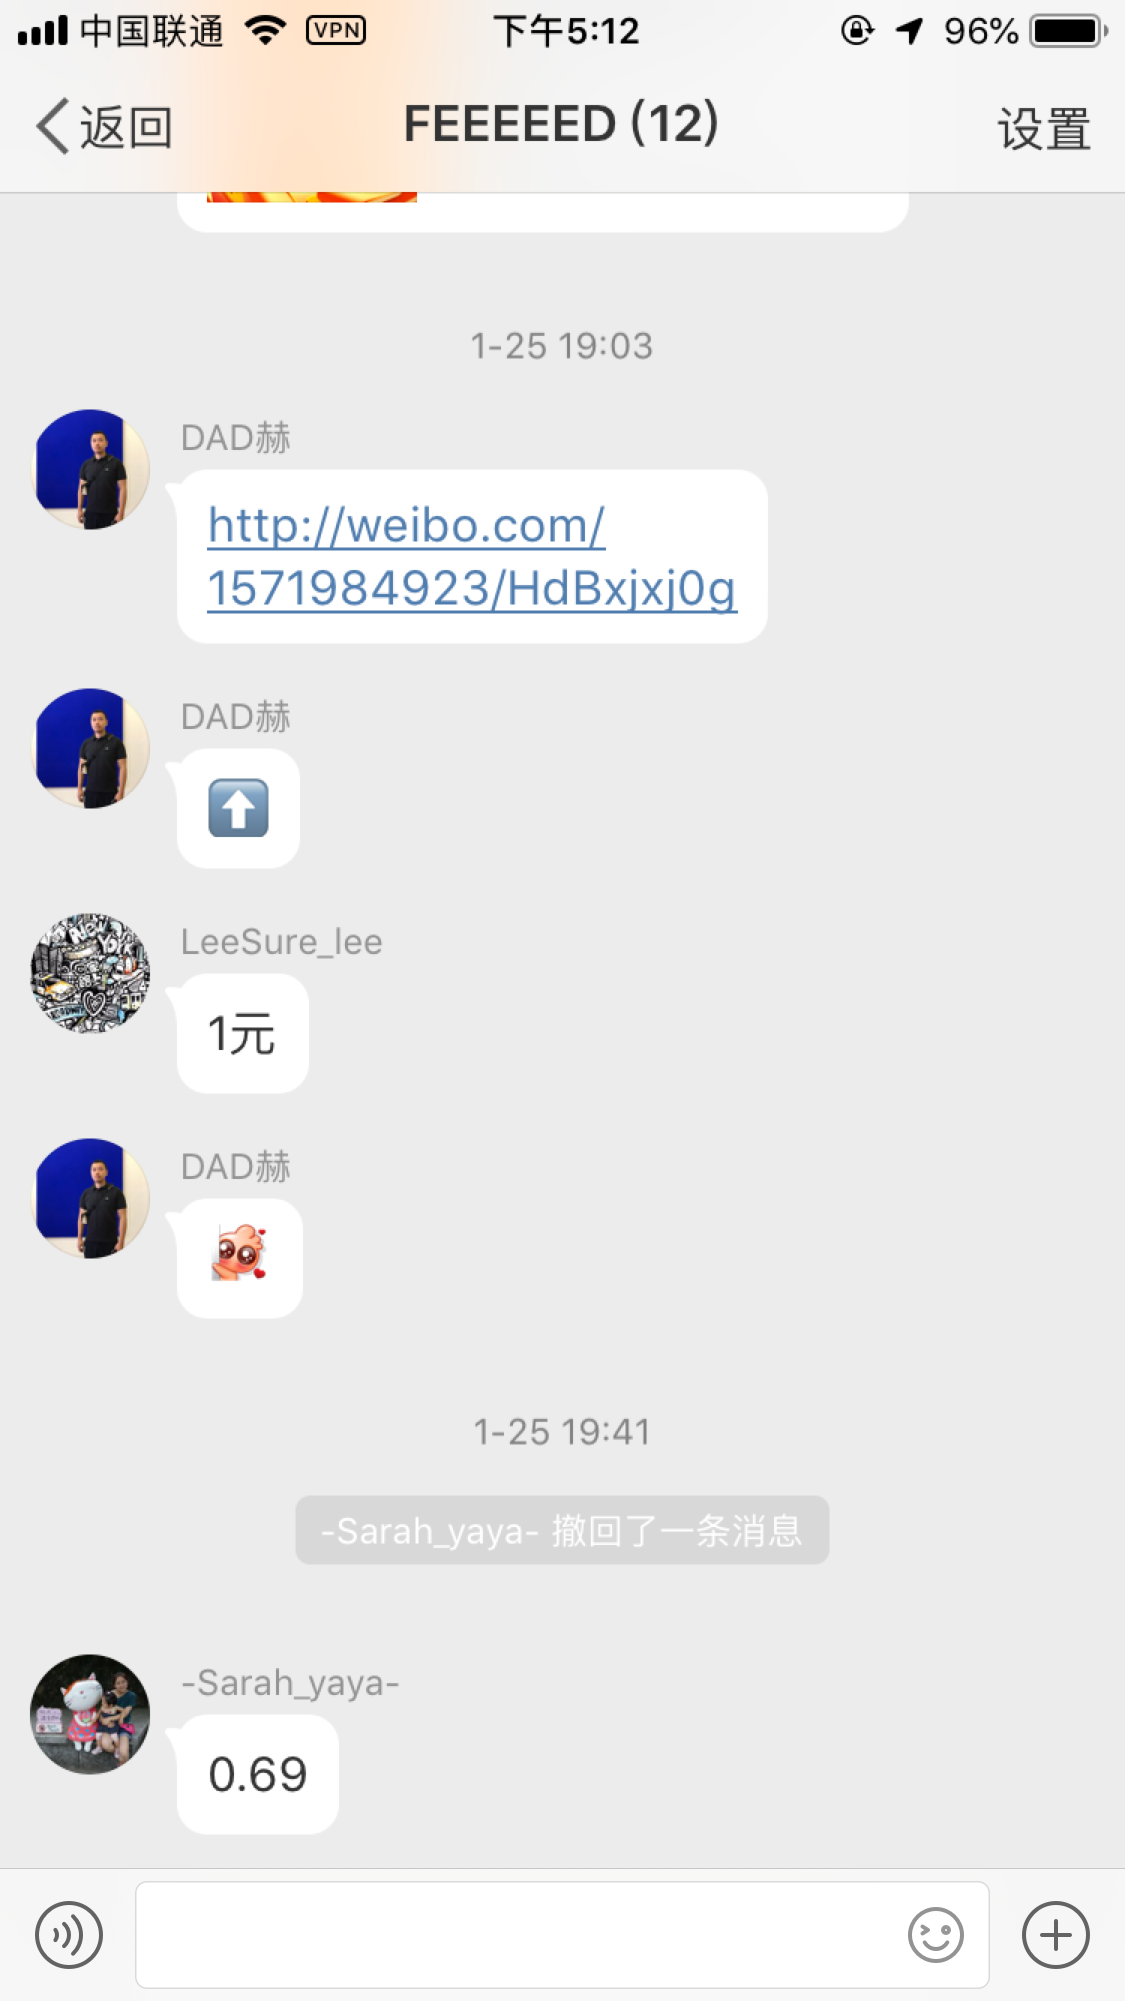 中国联通 VPN 下午5:12 96%
返回 FEEEEED (12) 设置
1-25 19:03
DAD赫
http://weibo.com/
1571984923/HdBxjxj0g
DAD赫
LeeSure_lee
1元
DAD赫
1-25 19:41
-Sarah_yaya- 撤回了一条消息
-Sarah_yaya-
0.69